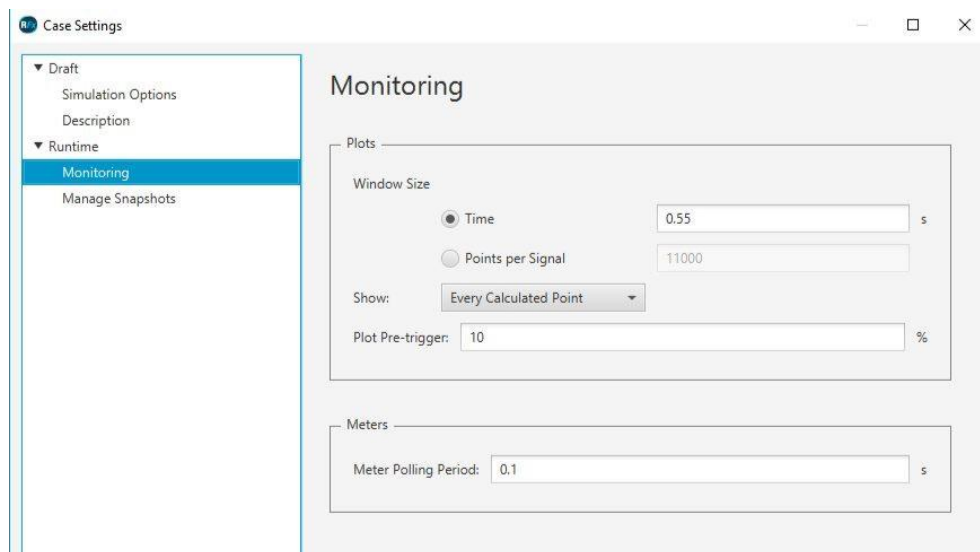 RFX Case Settings
Draft
Simulation Options
Description
Runtime
Monitoring
Manage Snapshots
Monitoring
Plots
Window Size
Time 0.55 s
Points per Signal 11000
Show: Every Calculated Point
Plot Pre-trigger: 10 %
Meters
Meter Polling Period: 0.1 s